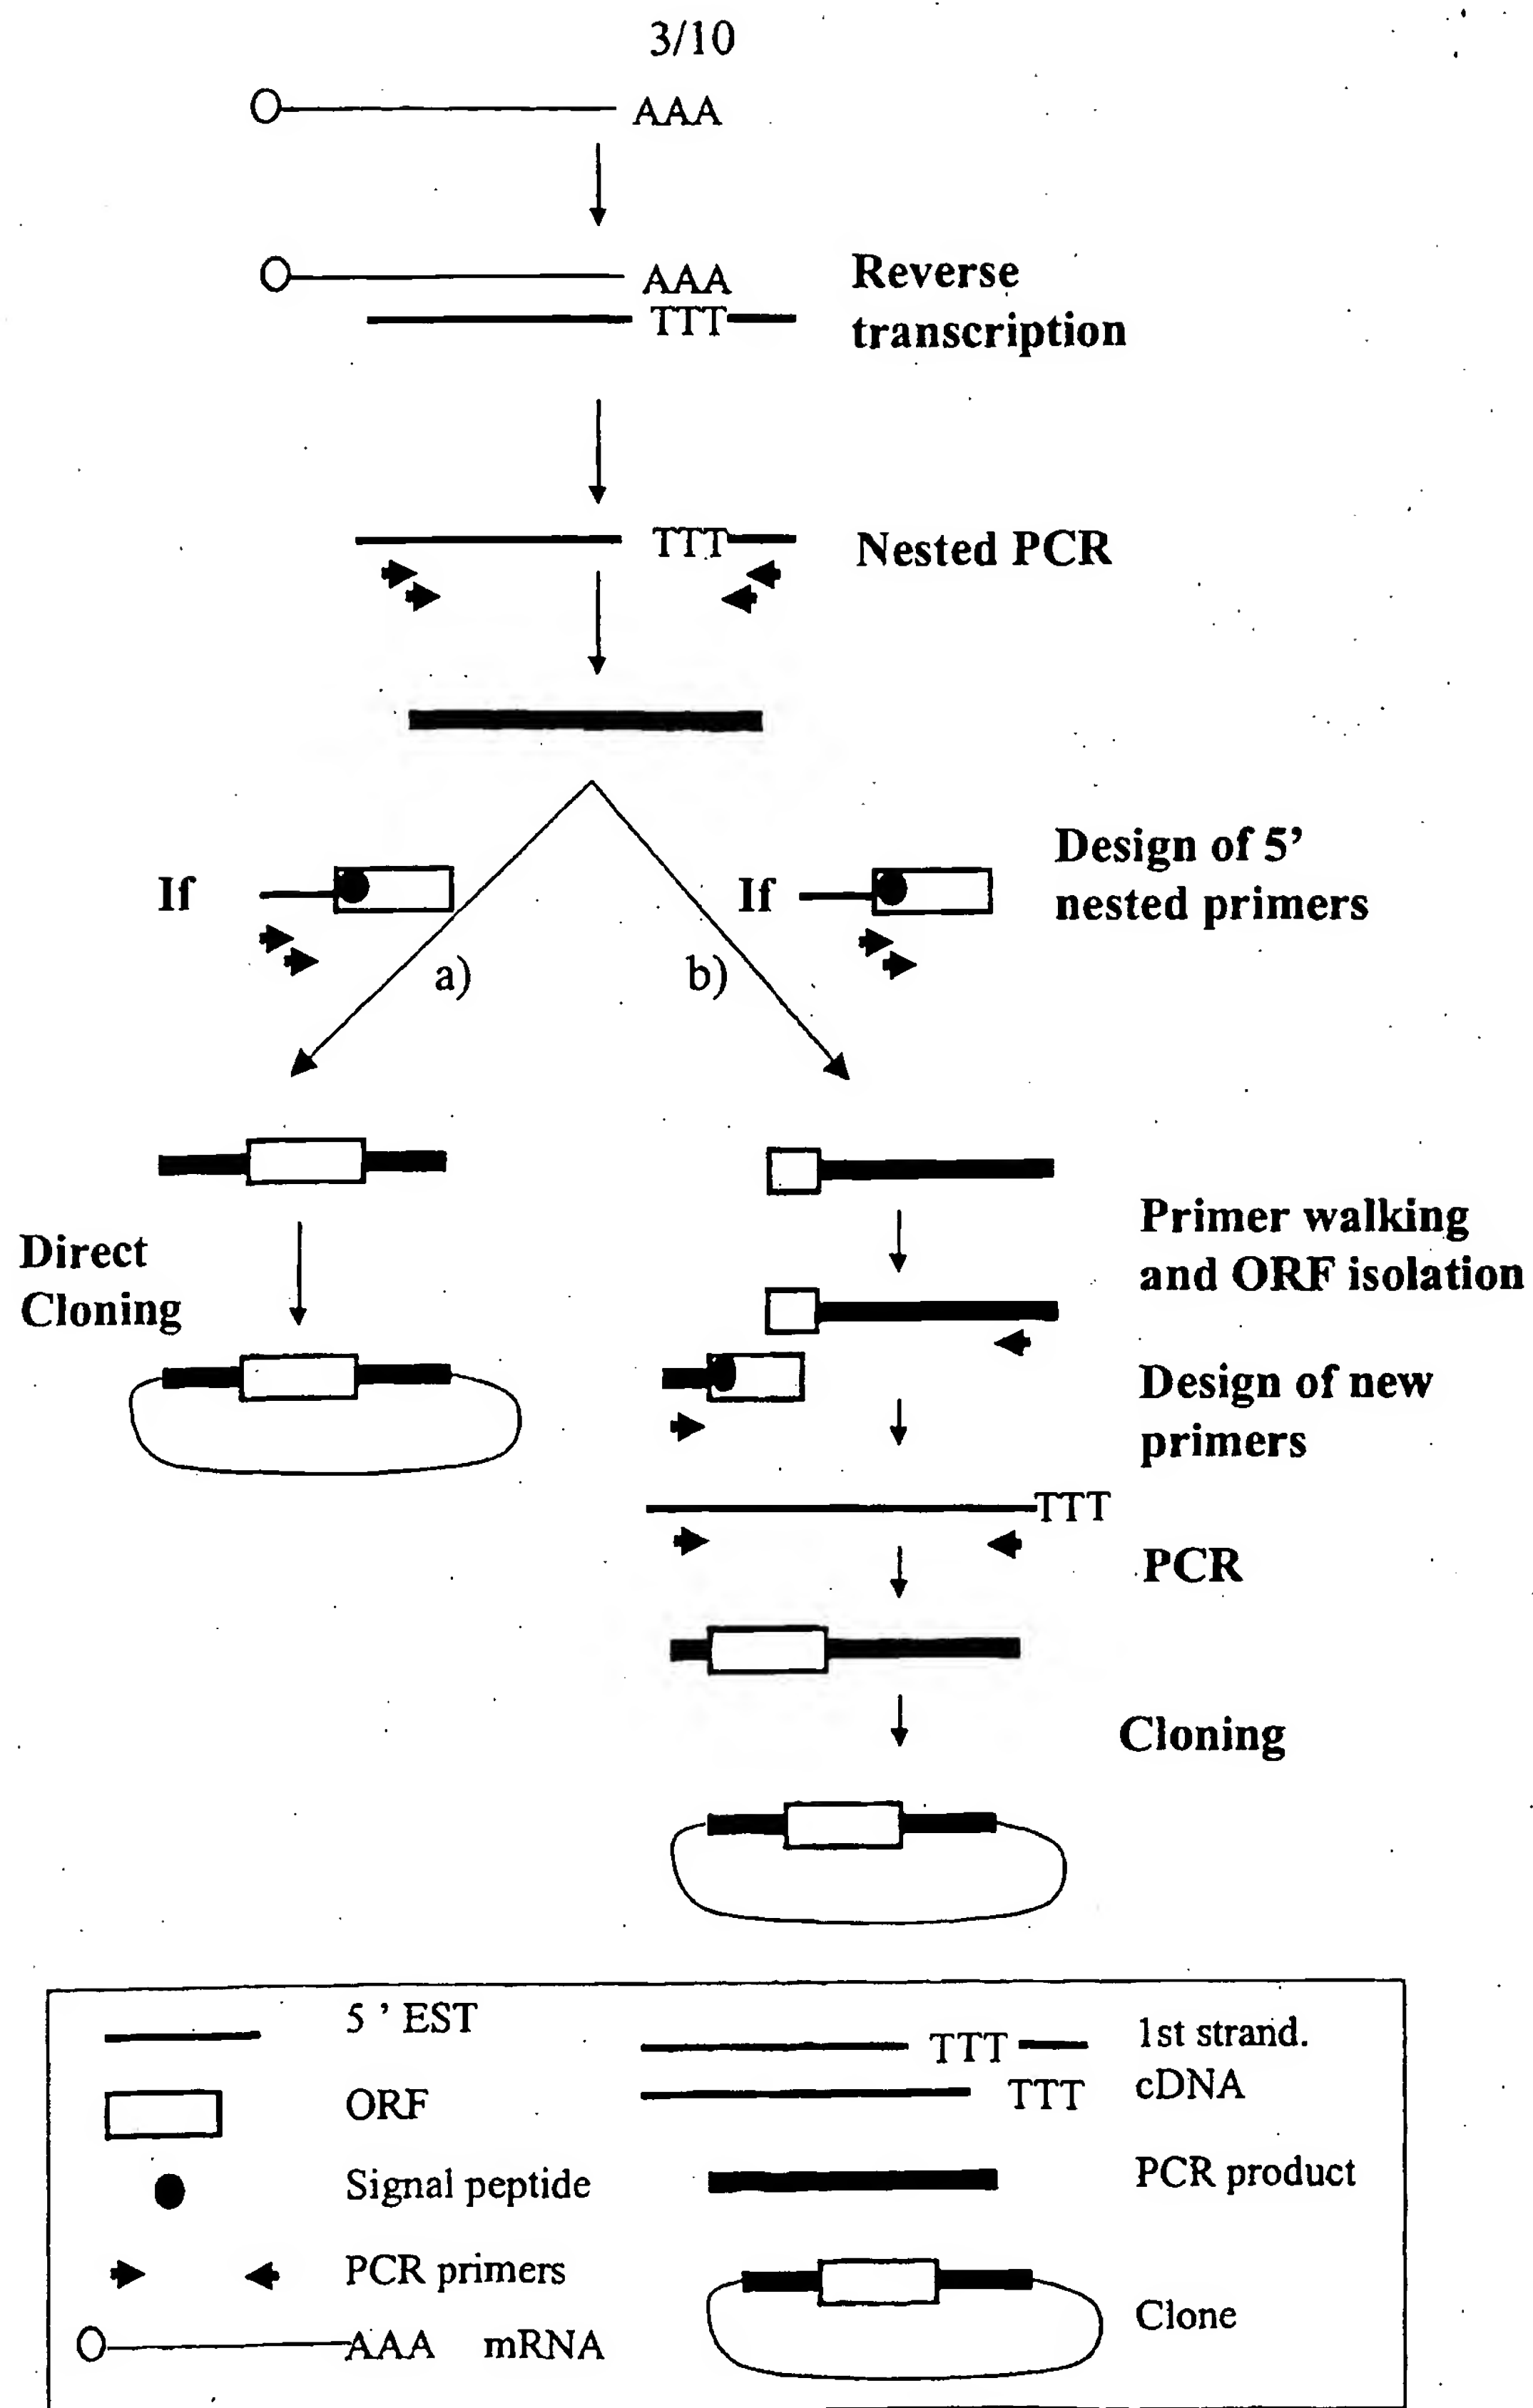 3/10
AAA
AAA
TTT
Reverse
transcription
TTT
Nested PCR
If
If
Design of 5’
nested primers
a)
b)
Direct
Cloning
Primer walking
and ORF isolation
Design of new
primers
TTT
PCR
Cloning
5 ’ EST
TTT
1st strand.
ORF
TTT
cDNA
Signal peptide
PCR product
PCR primers
Clone
AAA mRNA